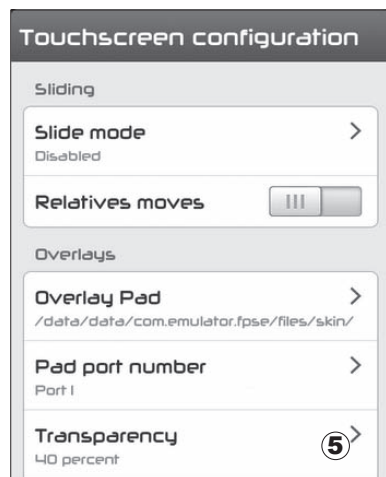 Touchscreen configuration
Sliding
Slide mode
Disabled
Relatives moves
Overlays
Overlay Pad
/data/data/com.emulator.fpse/files/skin/
Pad port number
Port 1
Transparency
40 percent
5